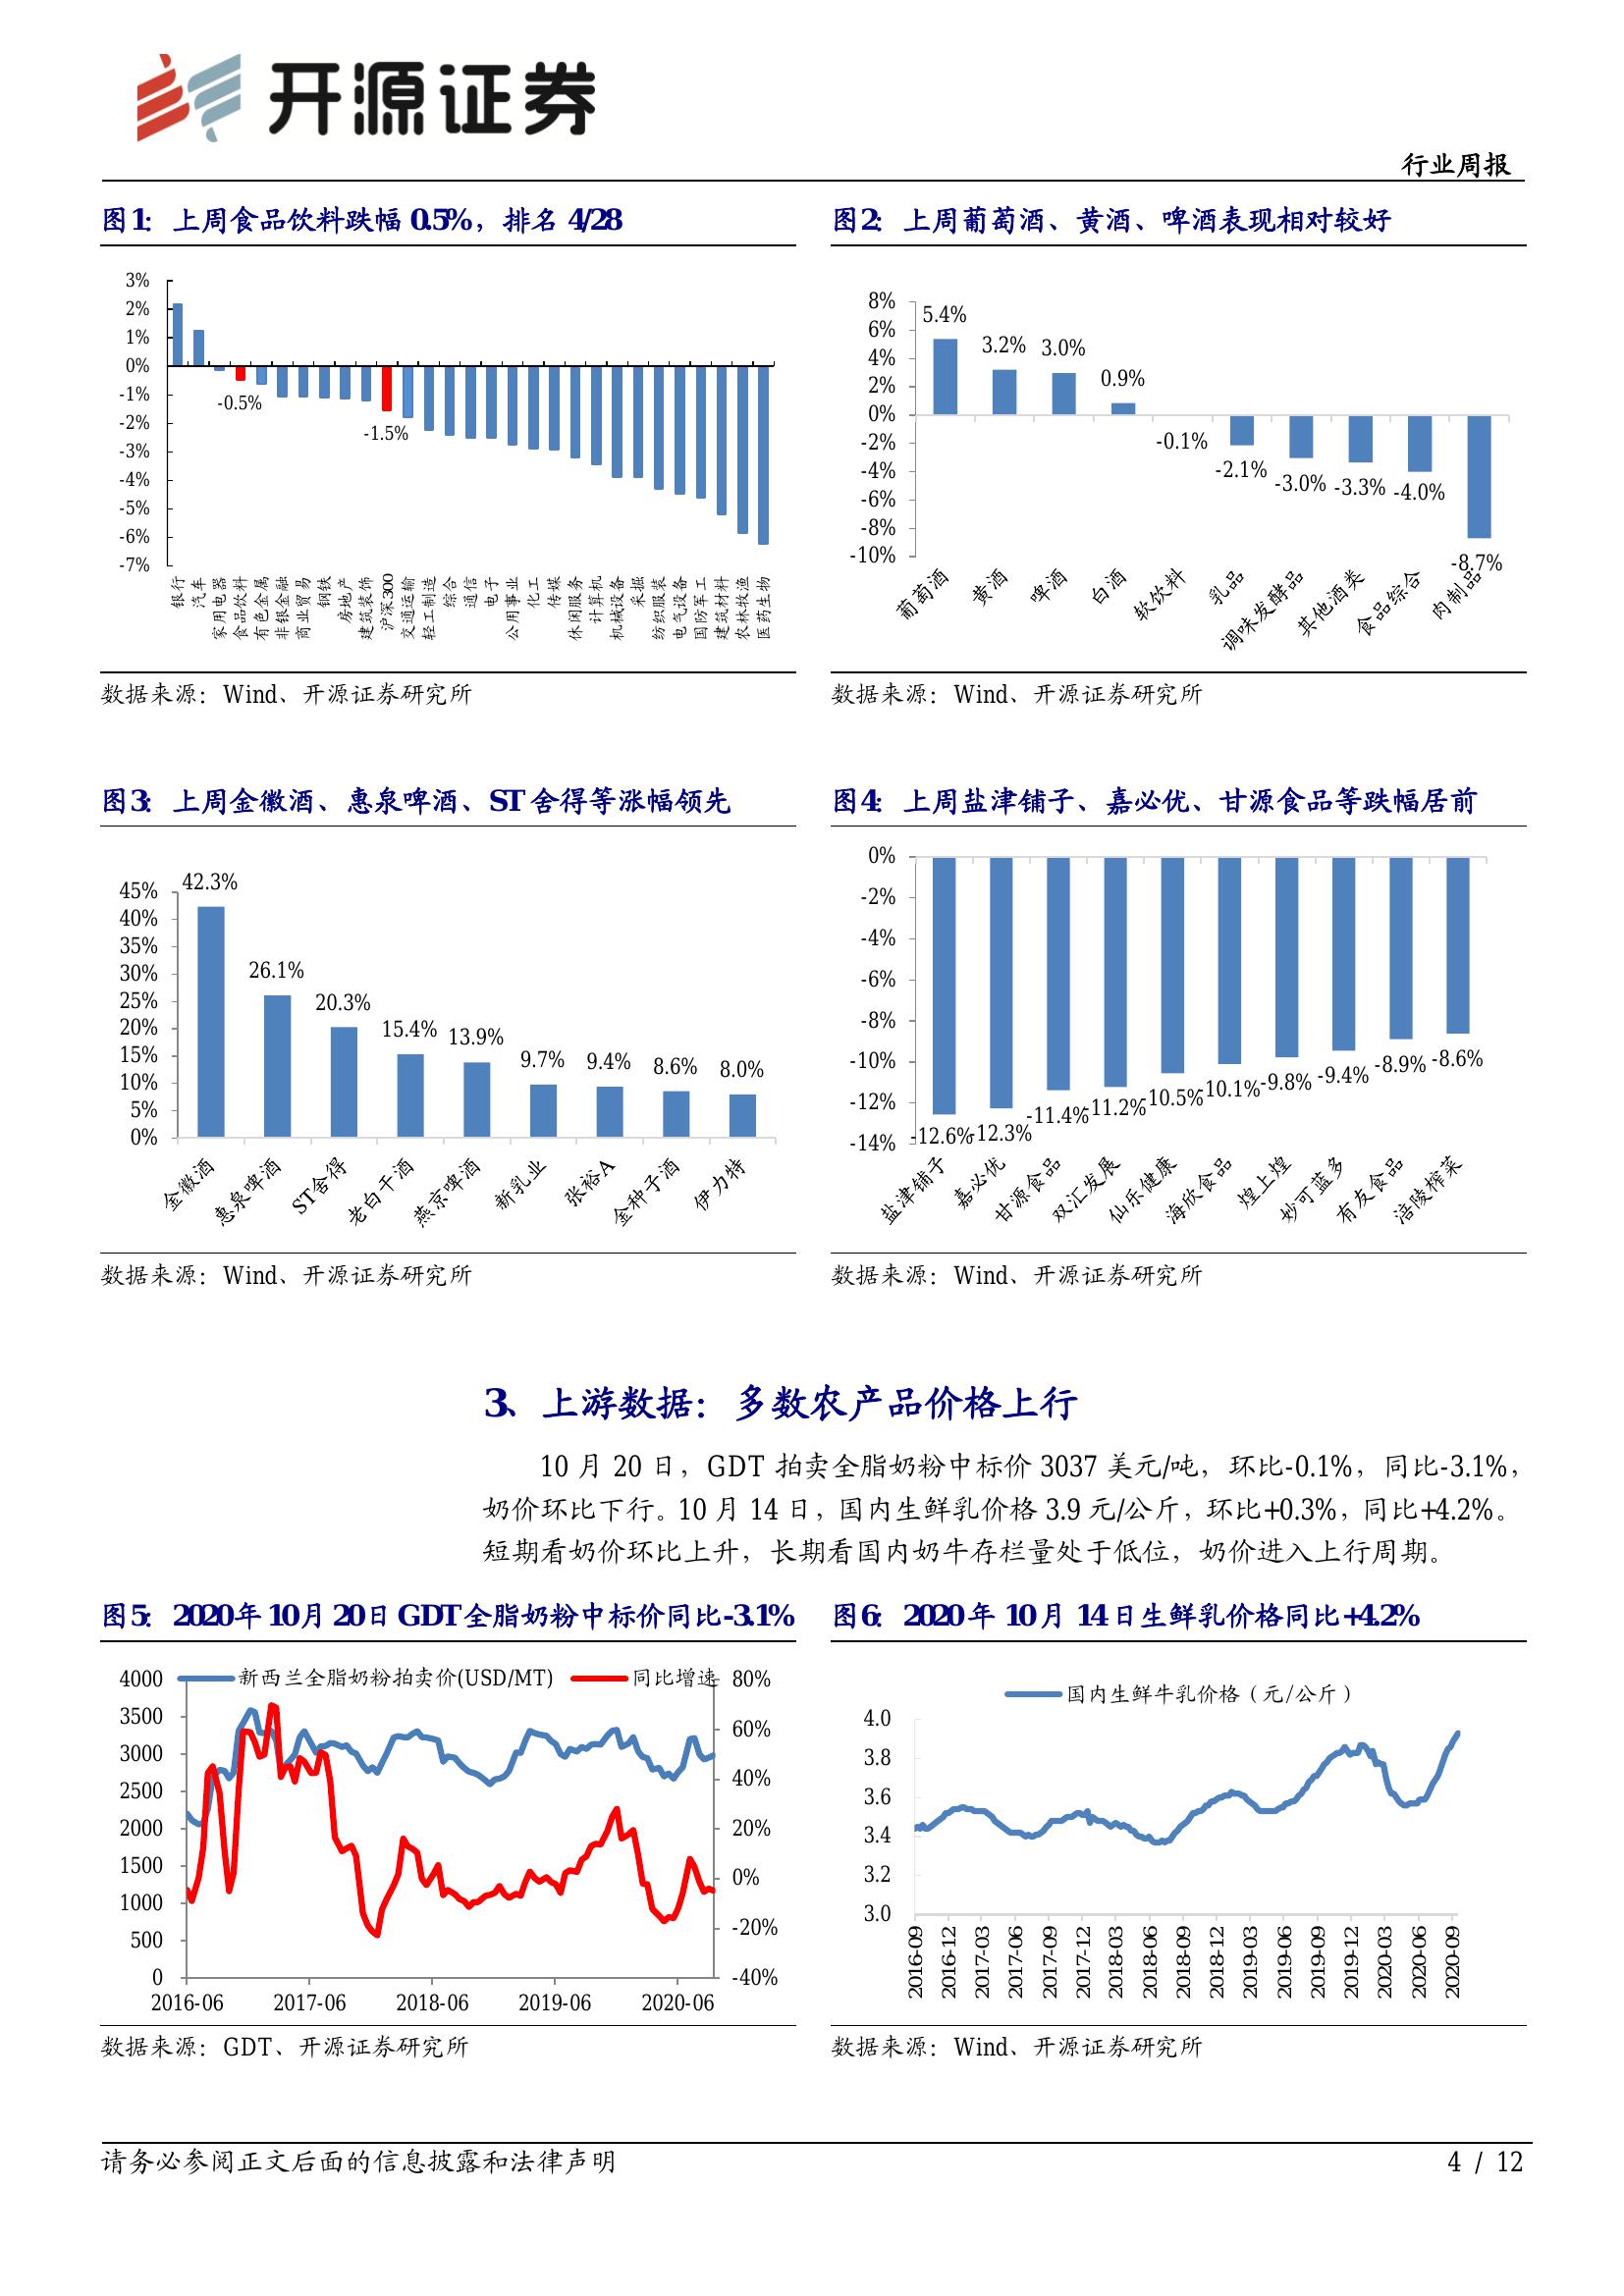 开源证券
行业周报
图1：上周食品饮料跌幅 0.5%，排名 4/28
3%
2%
1%
0%
-1%
-2%
-3%
-4%
-5%
-6%
-7%
-0.5%
-1.5%
银行
汽车
家用电器
食品饮料
有色金属
非银金融
商业贸易
钢铁
房地产
建筑装饰
沪深300
交通运输
轻工制造
综合
通信
电子
公用事业
化工
传媒
休闲服务
计算机
机械设备
采掘
纺织服装
电气设备
国防军工
建筑材料
农林牧渔
医药生物
数据来源：Wind、开源证券研究所
图2：上周葡萄酒、黄酒、啤酒表现相对较好
8%
6%
4%
2%
0%
-2%
-4%
-6%
-8%
-10%
5.4%
3.2%
3.0%
0.9%
-0.1%
-2.1%
-3.0%
-3.3%
-4.0%
-8.7%
葡萄酒
黄酒
啤酒
白酒
软饮料
乳品
调味发酵品
其他酒类
食品综合
肉制品
数据来源：Wind、开源证券研究所
图3：上周金徽酒、惠泉啤酒、ST 舍得等涨幅领先
45%
40%
35%
30%
25%
20%
15%
10%
5%
0%
42.3%
26.1%
20.3%
15.4%
13.9%
9.7%
9.4%
8.6%
8.0%
金徽酒
惠泉啤酒
ST舍得
老白干酒
燕京啤酒
新乳业
张裕A
金种子酒
伊力特
数据来源：Wind、开源证券研究所
图4：上周盐津铺子、嘉必优、甘源食品等跌幅居前
0%
-2%
-4%
-6%
-8%
-10%
-12%
-14%
-12.6%
-12.3%
-11.4%
-11.2%
-10.5%
-10.1%
-9.8%
-9.4%
-8.9%
-8.6%
盐津铺子
嘉必优
甘源食品
双汇发展
仙乐健康
海欣食品
煌上煌
妙可蓝多
有友食品
涪陵榨菜
数据来源：Wind、开源证券研究所
3、上游数据：多数农产品价格上行
10 月 20 日，GDT 拍卖全脂奶粉中标价 3037 美元/吨，环比-0.1%，同比-3.1%，
奶价环比下行。10 月 14 日，国内生鲜乳价格 3.9 元/公斤，环比+0.3%，同比+4.2%。
短期看奶价环比上升，长期看国内奶牛存栏量处于低位，奶价进入上行周期。
图5：2020 年 10 月 20 日 GDT 全脂奶粉中标价同比-3.1%
新西兰全脂奶粉拍卖价(USD/MT)
同比增速
4000
3500
3000
2500
2000
1500
1000
500
0
80%
60%
40%
20%
0%
-20%
-40%
2016-06
2017-06
2018-06
2019-06
2020-06
数据来源：GDT、开源证券研究所
图6：2020 年 10 月 14 日生鲜乳价格同比+4.2%
国内生鲜牛乳价格（元/公斤）
4.0
3.8
3.6
3.4
3.2
3.0
2016-09
2016-12
2017-03
2017-06
2017-09
2017-12
2018-03
2018-06
2018-09
2018-12
2019-03
2019-06
2019-09
2019-12
2020-03
2020-06
2020-09
数据来源：Wind、开源证券研究所
请务必参阅正文后面的信息披露和法律声明
4 / 12